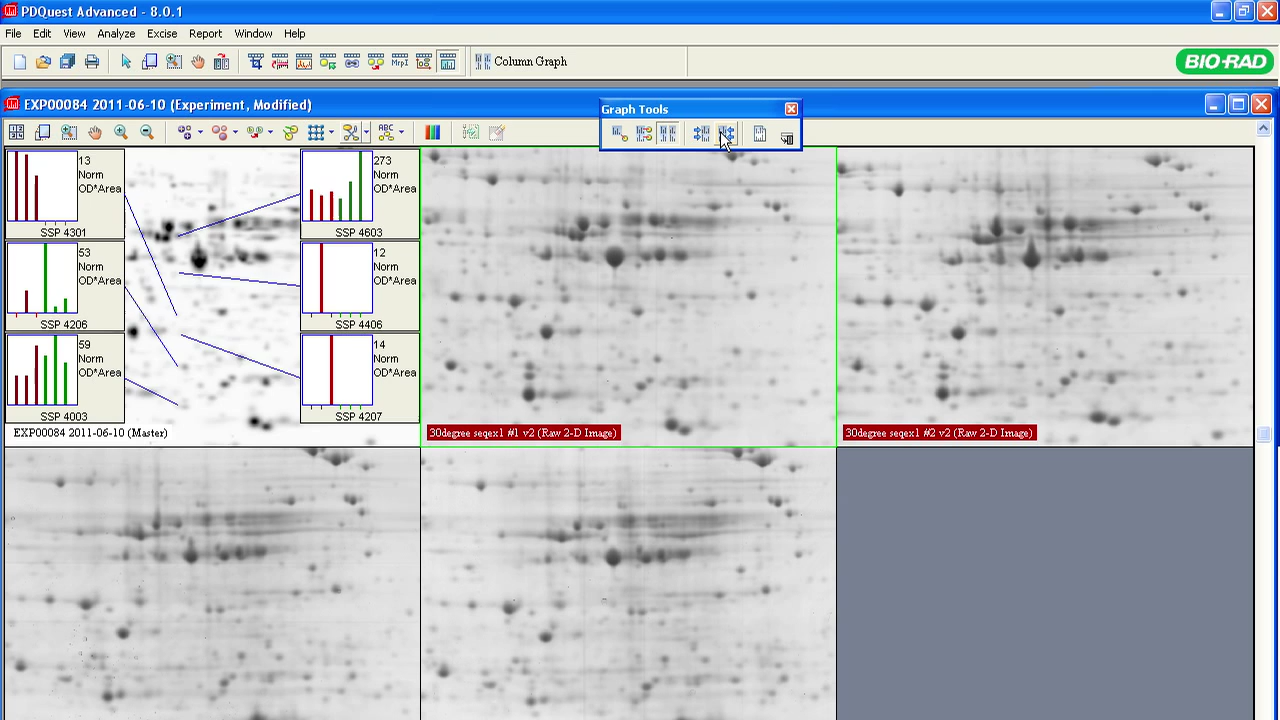 PDQuest Advanced - 8.0.1
File Edit View Analyze Excise Report Window Help
MrpI
Column Graph
BIO-RAD
EXP00084 2011-06-10 (Experiment, Modified)
Graph Tools
ABC
13
Norm
OD*Area
SSP 4301
273
Norm
OD*Area
SSP 4603
53
Norm
OD*Area
SSP 4206
12
Norm
OD*Area
SSP 4406
59
Norm
OD*Area
SSP 4003
14
Norm
OD*Area
SSP 4207
EXP00084 2011-06-10 (Master)
30degree seqex1 #1 v2 (Raw 2-D Image)
30degree seqex1 #2 v2 (Raw 2-D Image)